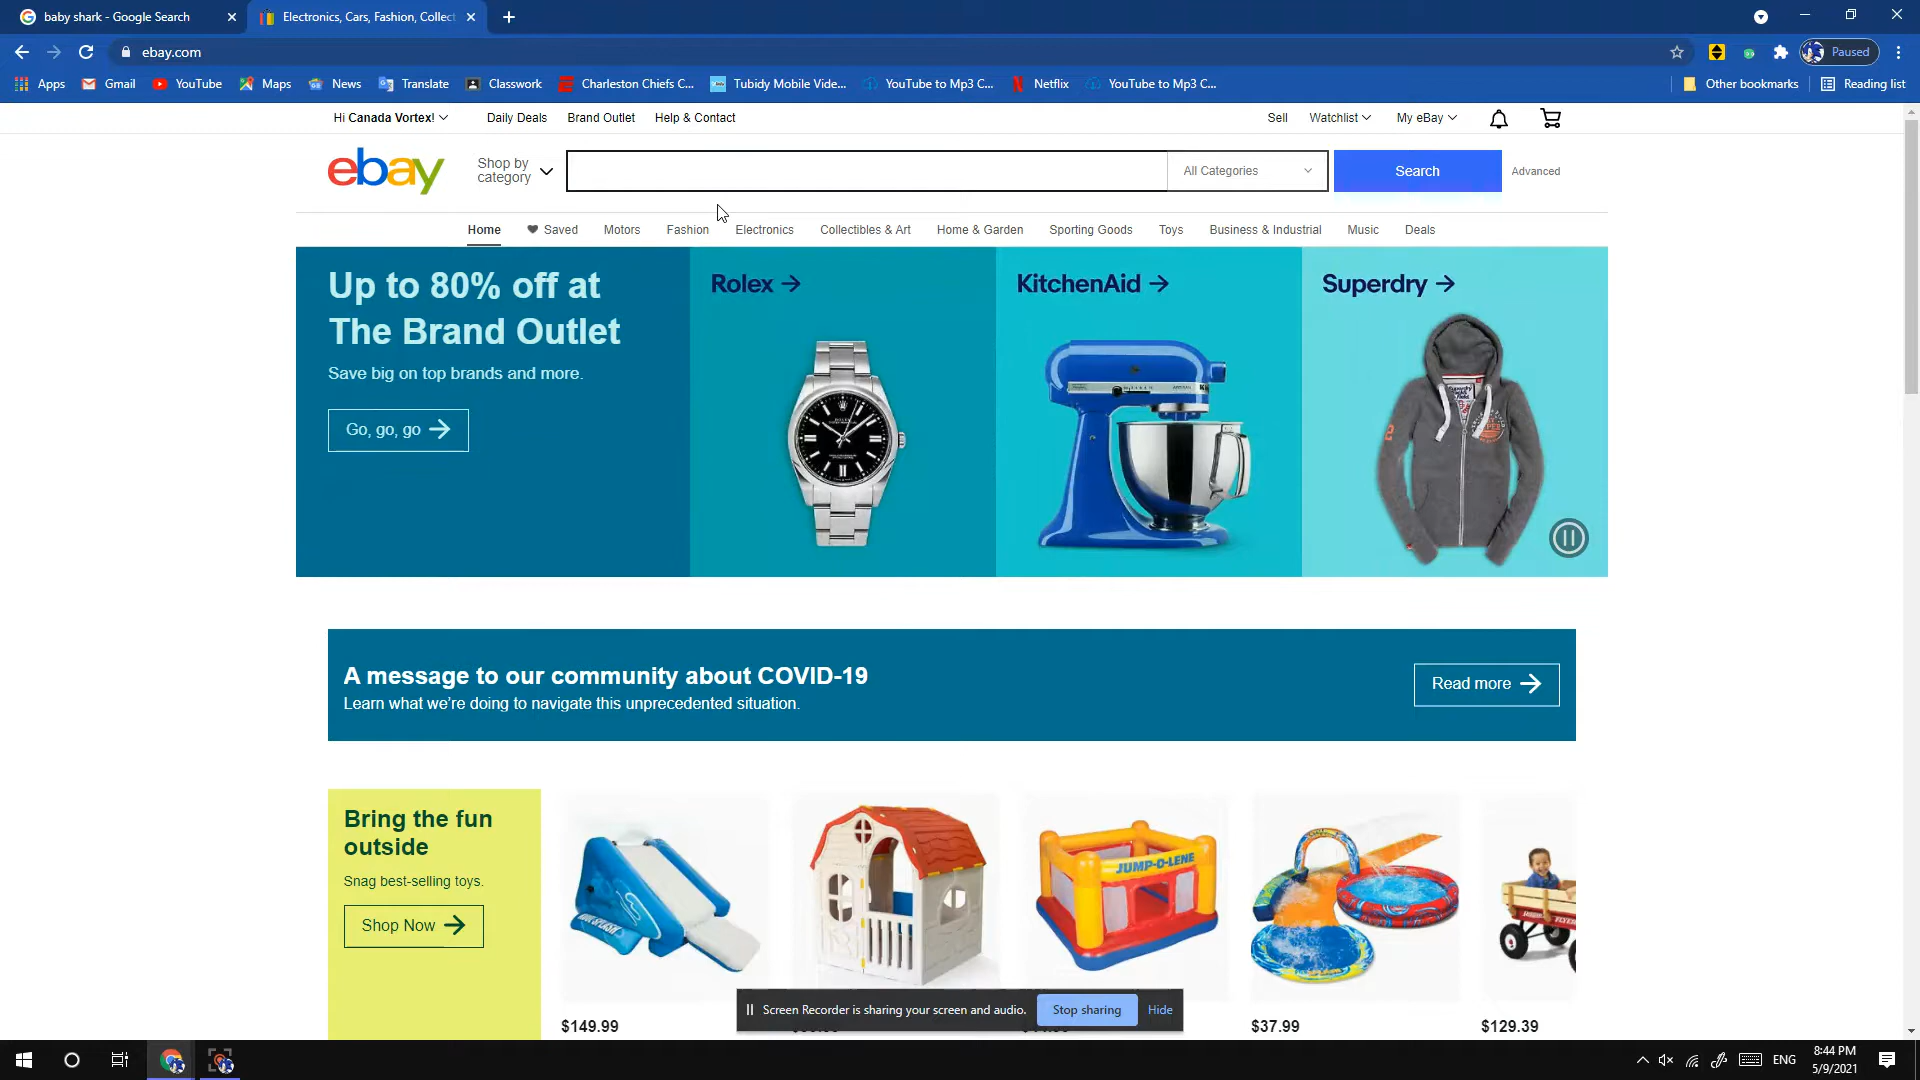 baby shark - Google Search
Electronics, Cars, Fashion, Collect
ebay.com
Paused
Apps
Gmail
YouTube
Maps
News
Translate
Classwork
Charleston Chiefs C...
Tubidy Mobile Vide...
YouTube to Mp3 C...
Netflix
YouTube to Mp3 C...
Other bookmarks
Reading list
Hi Canada Vortex!
Daily Deals
Brand Outlet
Help & Contact
Sell
Watchlist
My eBay
ebay
Shop by
category
All Categories
Search
Advanced
Home
Saved
Motors
Fashion
Electronics
Collectibles & Art
Home & Garden
Sporting Goods
Toys
Business & Industrial
Music
Deals
Up to 80% off at
The Brand Outlet
Save big on top brands and more.
Go, go, go
Rolex
KitchenAid
Superdry
A message to our community about COVID-19
Learn what we're doing to navigate this unprecedented situation.
Read more
Bring the fun
outside
Snag best-selling toys.
Shop Now
JUMP-O-LENE
$149.99
$37.99
$129.39
Screen Recorder is sharing your screen and audio.
Stop sharing
Hide
ENG
8:44 PM
5/9/2021